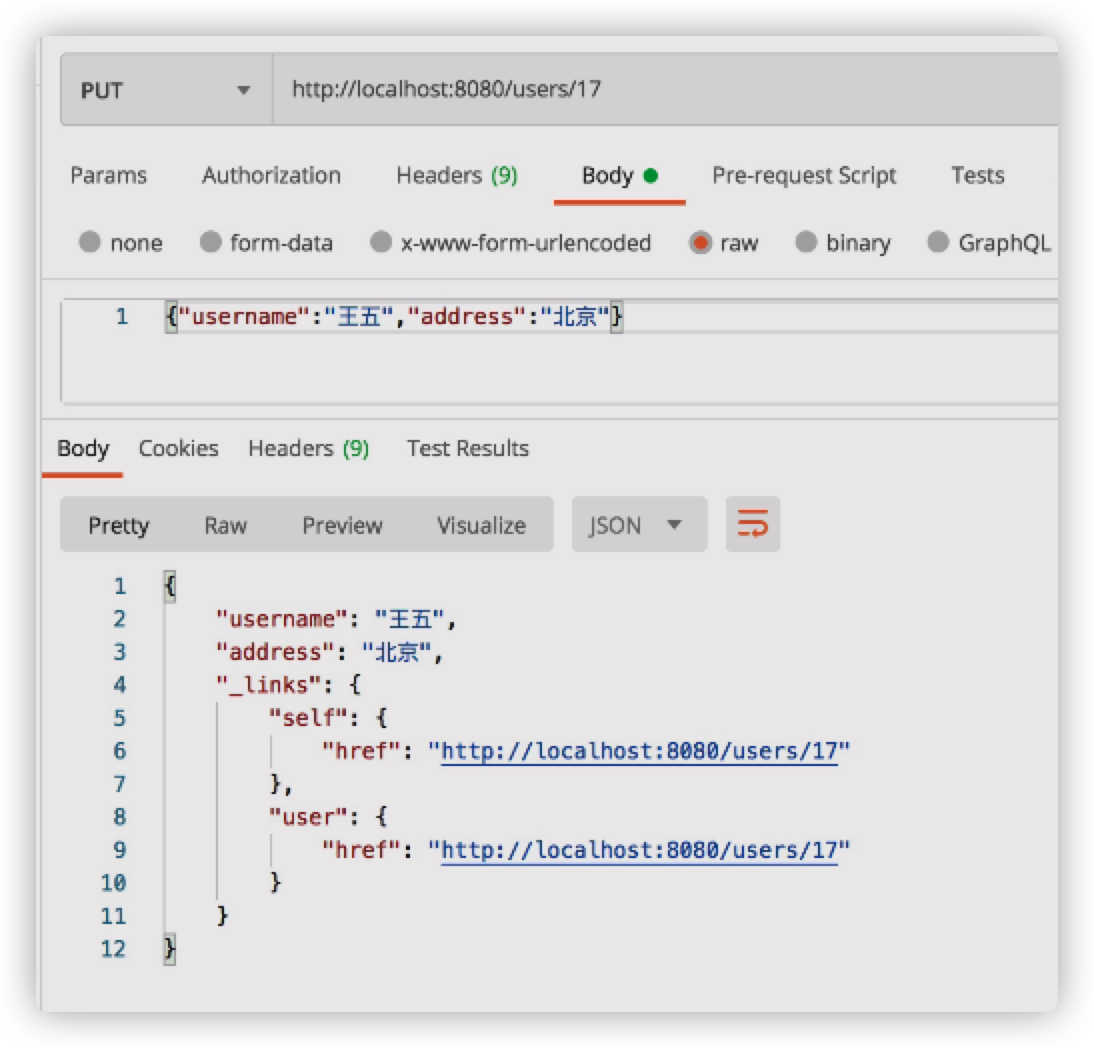 PUT http://localhost:8080/users/17
Params Authorization Headers (9) Body Pre-request Script Tests
none form-data x-www-form-urlencoded raw binary GraphQL
1 {"username":"王五","address":"北京"}
Body Cookies Headers (9) Test Results
Pretty Raw Preview Visualize JSON
1 {
2 "username": "王五",
3 "address": "北京",
4 "_links": {
5 "self": {
6 "href": "http://localhost:8080/users/17"
7 },
8 "user": {
9 "href": "http://localhost:8080/users/17"
10 }
11 }
12 }